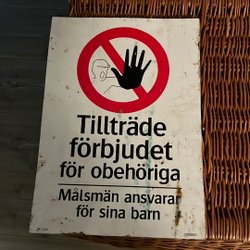 Tillträde
förbjudet
för obehöriga
Målsmän ansvarar
för sina barn